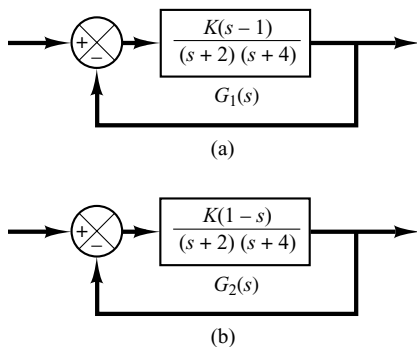 K(s − 1)
+
−
(s + 2) (s + 4)
G₁(s)
(a)
K(1 − s)
+
−
(s + 2) (s + 4)
G₂(s)
(b)